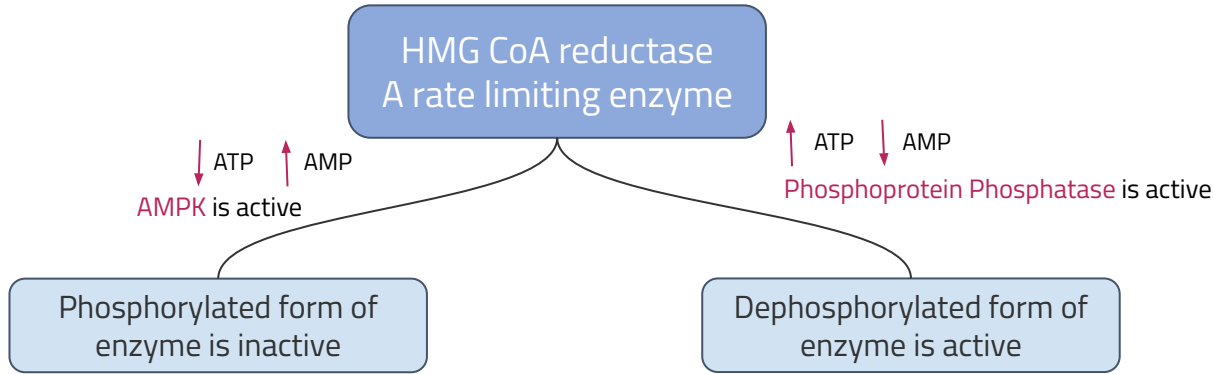 HMG CoA reductase
A rate limiting enzyme
ATP AMP
AMPK is active
ATP AMP
Phosphoprotein Phosphatase is active
Phosphorylated form of
enzyme is inactive
Dephosphorylated form of
enzyme is active